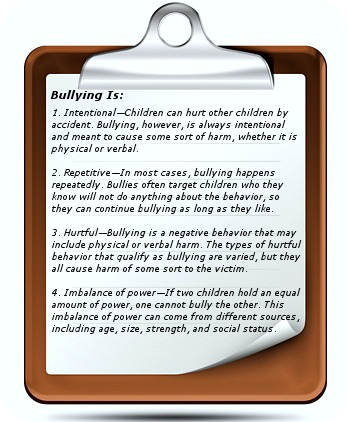 Bullying Is:
1. Intentional—Children can hurt other children by
accident. Bullying, however, is always intentional
and meant to cause some sort of harm, whether it is
physical or verbal.
2. Repetitive—In most cases, bullying happens
repeatedly. Bullies often target children who they
know will not do anything about the behavior, so
they can continue bullying as long as they like.
3. Hurtful—Bullying is a negative behavior that may
include physical or verbal harm. The types of hurtful
behavior that qualify as bullying are varied, but they
all cause harm of some sort to the victim.
4. Imbalance of power—If two children hold an equal
amount of power, one cannot bully the other. This
imbalance of power can come from different sources,
including age, size, strength, and social status.